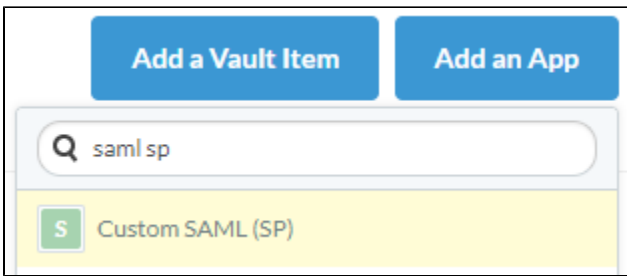 Add a Vault Item
Add an App
saml sp
S
Custom SAML (SP)